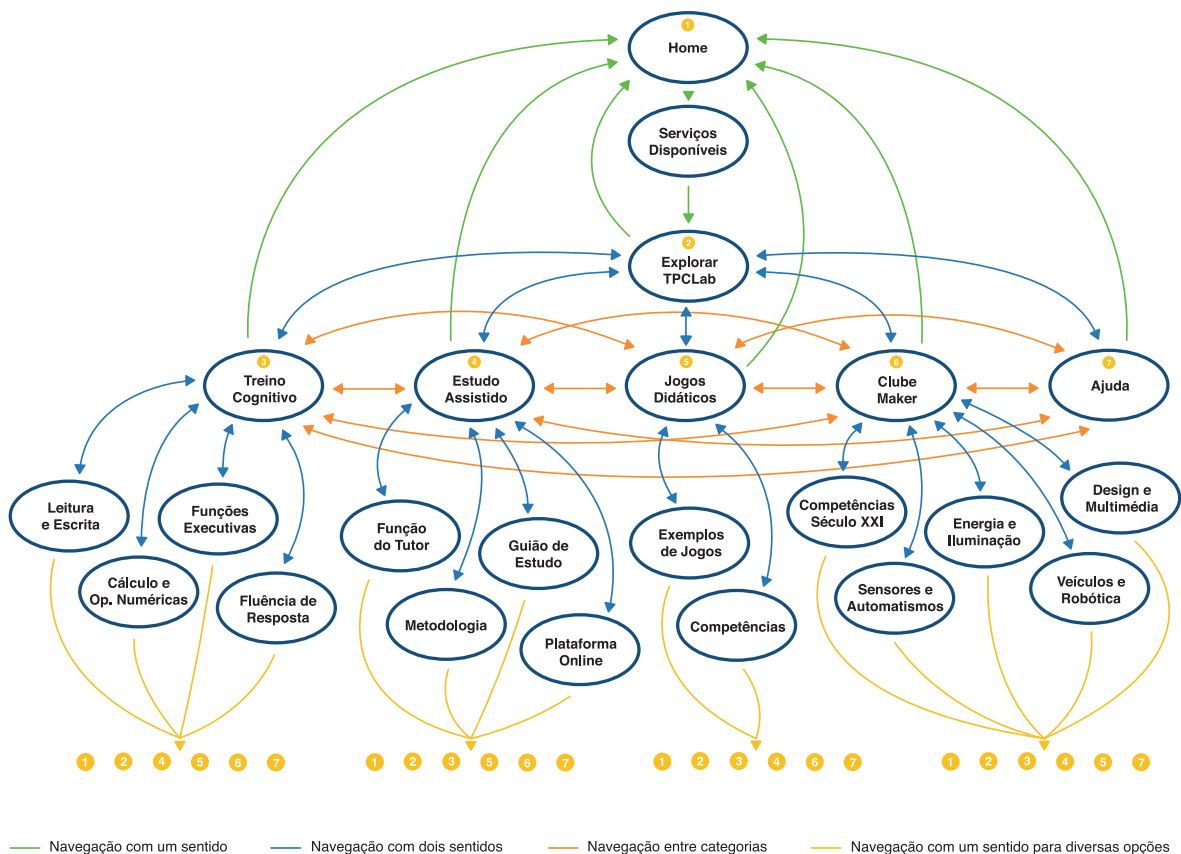 1
Home
Serviços
Disponíveis
2
Explorar
TPCLab
3
Treino
Cognitivo
4
Estudo
Assistido
5
Jogos
Didáticos
6
Clube
Maker
7
Ajuda
Leitura
e Escrita
Cálculo e
Op. Numéricas
Funções
Executivas
Fluência de
Resposta
Função
do Tutor
Metodologia
Guião de
Estudo
Plataforma
Online
Exemplos
de Jogos
Competências
Competências
Século XXI
Sensores e
Automatismos
Energia e
Iluminação
Veículos e
Robótica
Design e
Multimédia
1 2 4 5 6 7
1 2 3 5 6 7
1 2 3 4 6 7
1 2 3 4 5 7
Navegação com um sentido
Navegação com dois sentidos
Navegação entre categorias
Navegação com um sentido para diversas opções